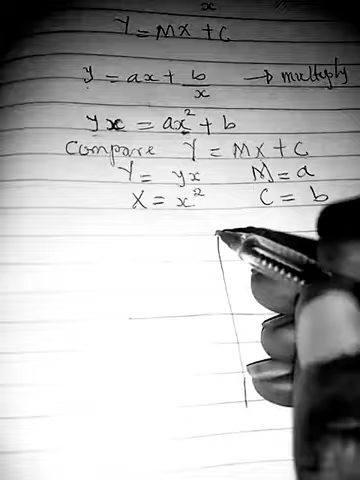 x
Y = MX + C
y = ax + b/x → multiply
yx = ax² + b
Compare Y = MX + C
Y = yx M = a
X = x² C = b